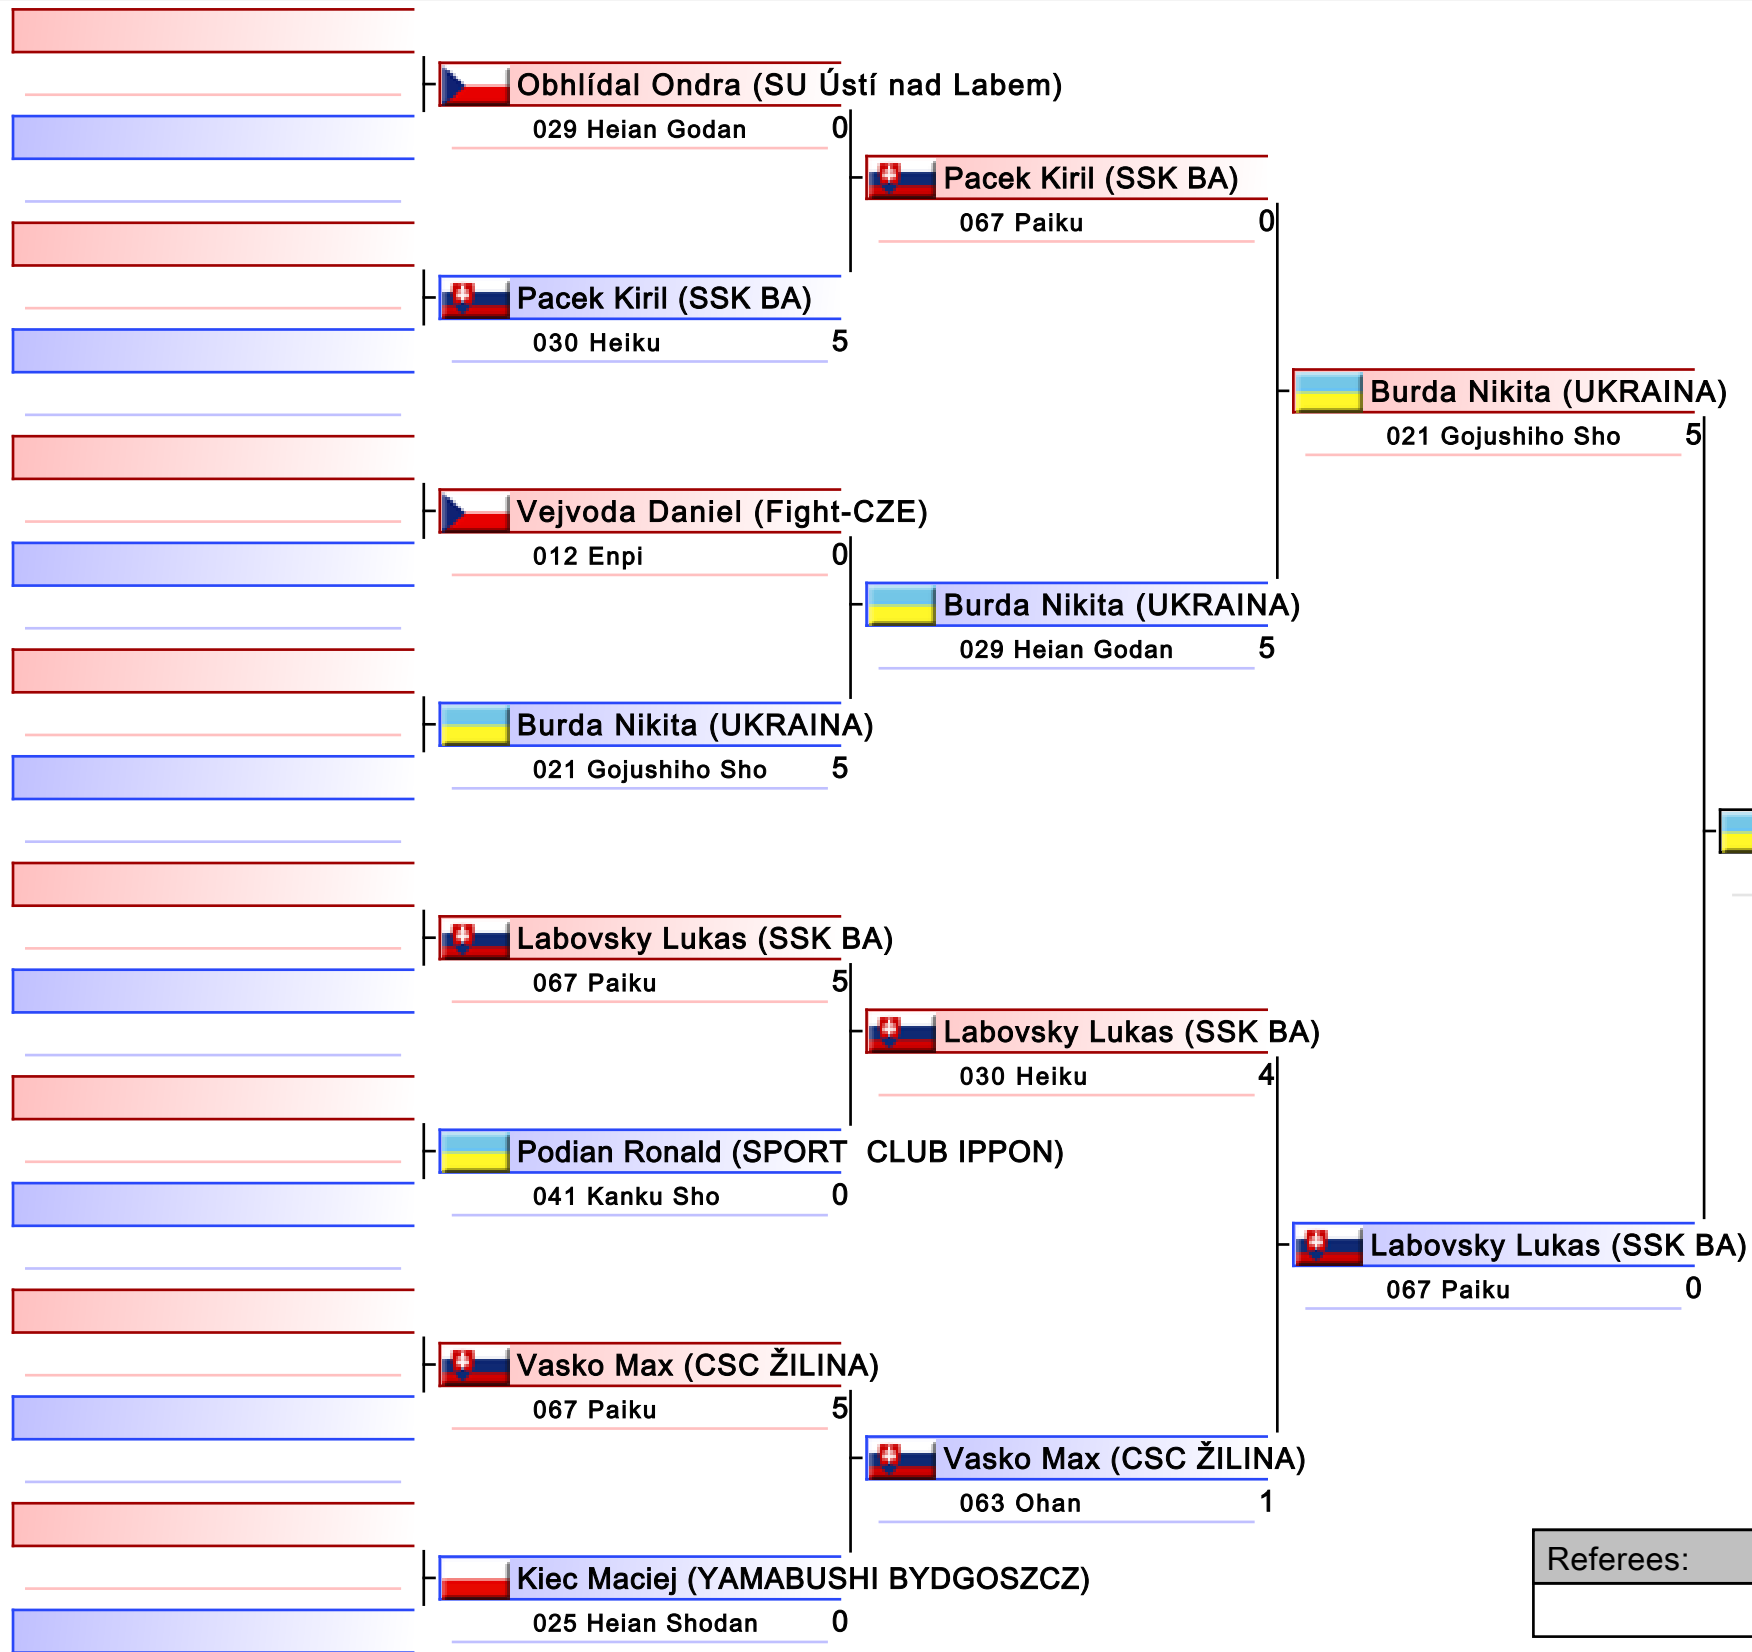 Obhlídal Ondra (SU Ústí nad Labem)
029 Heian Godan 0
Pacek Kiril (SSK BA)
030 Heiku 5
Vejvoda Daniel (Fight-CZE)
012 Enpi 0
Burda Nikita (UKRAINA)
021 Gojushiho Sho 5
Labovsky Lukas (SSK BA)
067 Paiku 5
Podian Ronald (SPORT  CLUB IPPON)
041 Kanku Sho 0
Vasko Max (CSC ŽILINA)
067 Paiku 5
Kiec Maciej (YAMABUSHI BYDGOSZCZ)
025 Heian Shodan 0
Pacek Kiril (SSK BA)
067 Paiku 0
Burda Nikita (UKRAINA)
029 Heian Godan 5
Labovsky Lukas (SSK BA)
030 Heiku 4
Vasko Max (CSC ŽILINA)
063 Ohan 1
Burda Nikita (UKRAINA)
021 Gojushiho Sho 5
Labovsky Lukas (SSK BA)
067 Paiku 0
Referees: